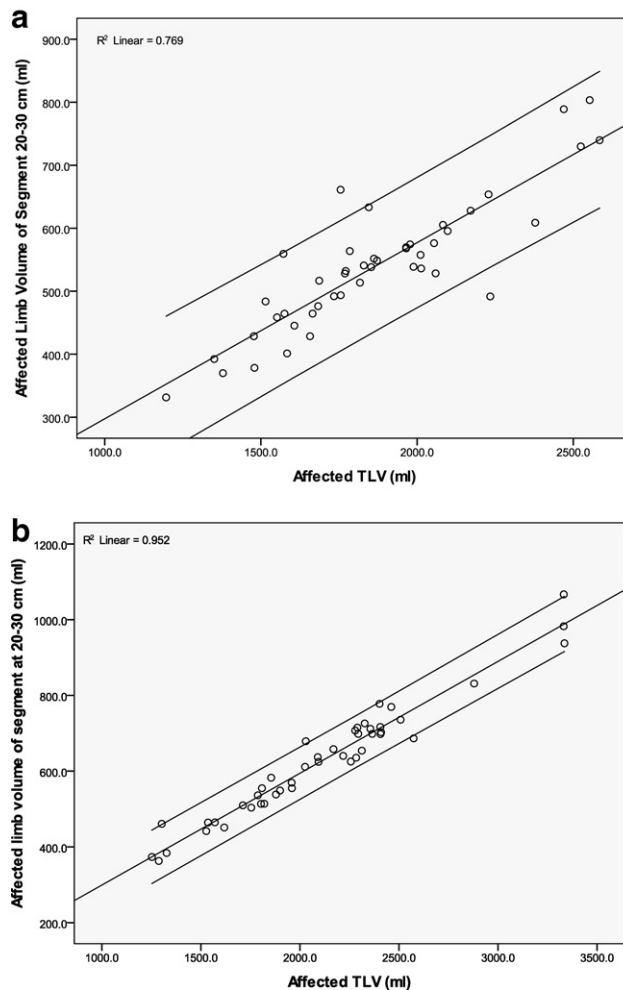 a
R² Linear = 0.769
Affected Limb Volume of Segment 20-30 cm (ml)
900.0
800.0
700.0
600.0
500.0
400.0
300.0
1000.0 1500.0 2000.0 2500.0
Affected TLV (ml)
b
R² Linear = 0.952
Affected limb volume of segment at 20-30 cm (ml)
1200.0
1000.0
800.0
600.0
400.0
200.0
1000.0 1500.0 2000.0 2500.0 3000.0 3500.0
Affected TLV (ml)